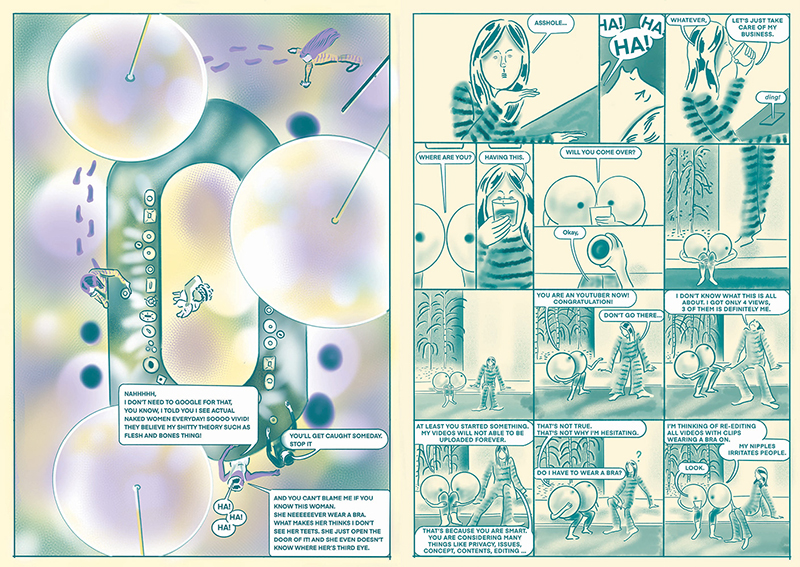 NAHHHHH,
I DON'T NEED TO GOOGLE FOR THAT,
YOU KNOW, I TOLD YOU I SEE ACTUAL
NAKED WOMEN EVERYDAY! SOOOO VIVID!
THEY BELIEVE MY SHITTY THEORY SUCH AS
FLESH AND BONES THING!
YOU'LL GET CAUGHT SOMEDAY.
STOP IT
HA!
HA!
HA!
AND YOU CAN'T BLAME ME IF YOU
KNOW THIS WOMAN.
SHE NEEEEEEVER WEAR A BRA.
WHAT MAKES HER THINKS I DON'T
SEE HER TEETS. SHE JUST OPEN THE
DOOR OF IT! AND SHE EVEN DOESN'T
KNOW WHERE HER'S THIRD EYE.
ASSHOLE...
HA!
HA!
HA!
WHATEVER,
LET'S JUST TAKE
CARE OF MY
BUSINESS.
ding!
WHERE ARE YOU?
HAVING THIS.
WILL YOU COME OVER?
Okay,
YOU ARE AN YOUTUBER NOW!
CONGRATULATION!
DON'T GO THERE...
I DON'T KNOW WHAT THIS IS ALL
ABOUT. I GOT ONLY 4 VIEWS,
3 OF THEM IS DEFINITELY ME.
AT LEAST YOU STARTED SOMETHING.
MY VIDEOS WILL NOT ABLE TO BE
UPLOADED FOREVER.
THAT'S BECAUSE YOU ARE SMART.
YOU ARE CONSIDERING MANY
THINGS LIKE PRIVACY, ISSUES,
CONCEPT, CONTENTS, EDITING ...
THAT'S NOT TRUE.
THAT'S NOT WHY I'M HESITATING.
DO I HAVE TO WEAR A BRA?
?
I'M THINKING OF RE-EDITING
ALL VIDEOS WITH CLIPS
WEARING A BRA ON.
MY NIPPLES
IRRITATES PEOPLE.
LOOK.